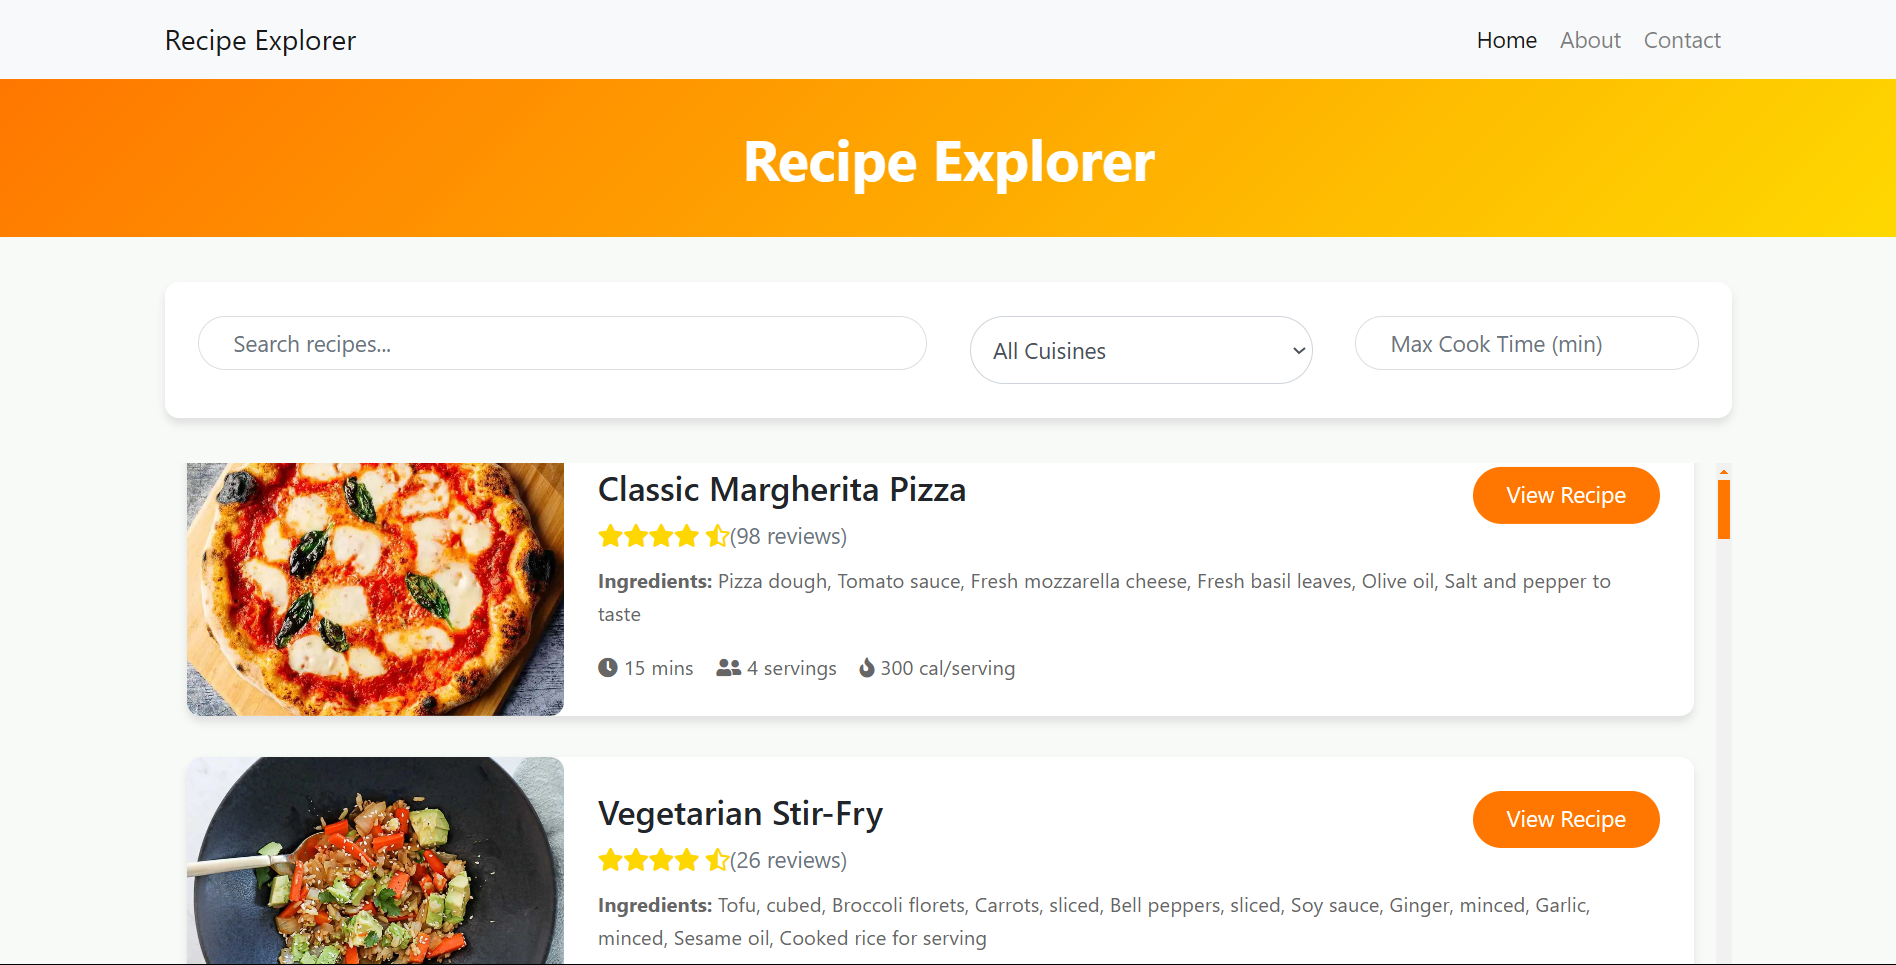 Recipe Explorer
Home About Contact
Recipe Explorer
Search recipes...
All Cuisines
Max Cook Time (min)
Classic Margherita Pizza
View Recipe
(98 reviews)
Ingredients: Pizza dough, Tomato sauce, Fresh mozzarella cheese, Fresh basil leaves, Olive oil, Salt and pepper to
taste
15 mins 4 servings 300 cal/serving
Vegetarian Stir-Fry
View Recipe
(26 reviews)
Ingredients: Tofu, cubed, Broccoli florets, Carrots, sliced, Bell peppers, sliced, Soy sauce, Ginger, minced, Garlic,
minced, Sesame oil, Cooked rice for serving